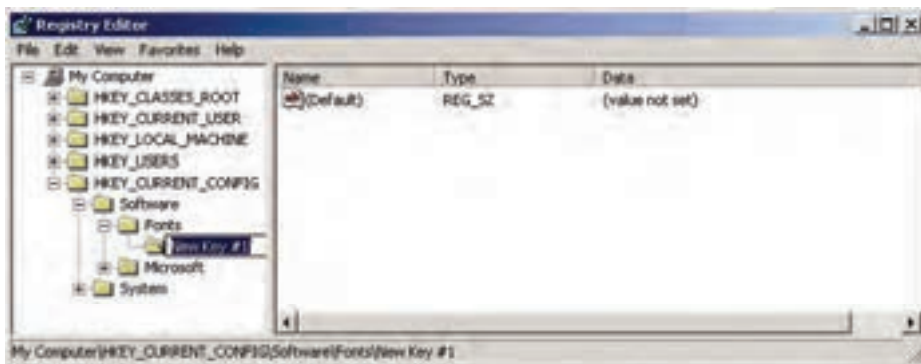 Registry Editor
File Edit View Favorites Help
My Computer
HKEY_CLASSES_ROOT
HKEY_CURRENT_USER
HKEY_LOCAL_MACHINE
HKEY_USERS
HKEY_CURRENT_CONFIG
Software
Fonts
New Key #1
Microsoft
System
Name Type Data
ab (Default) REG_SZ (value not set)
My Computer\HKEY_CURRENT_CONFIG\Software\Fonts\New Key #1